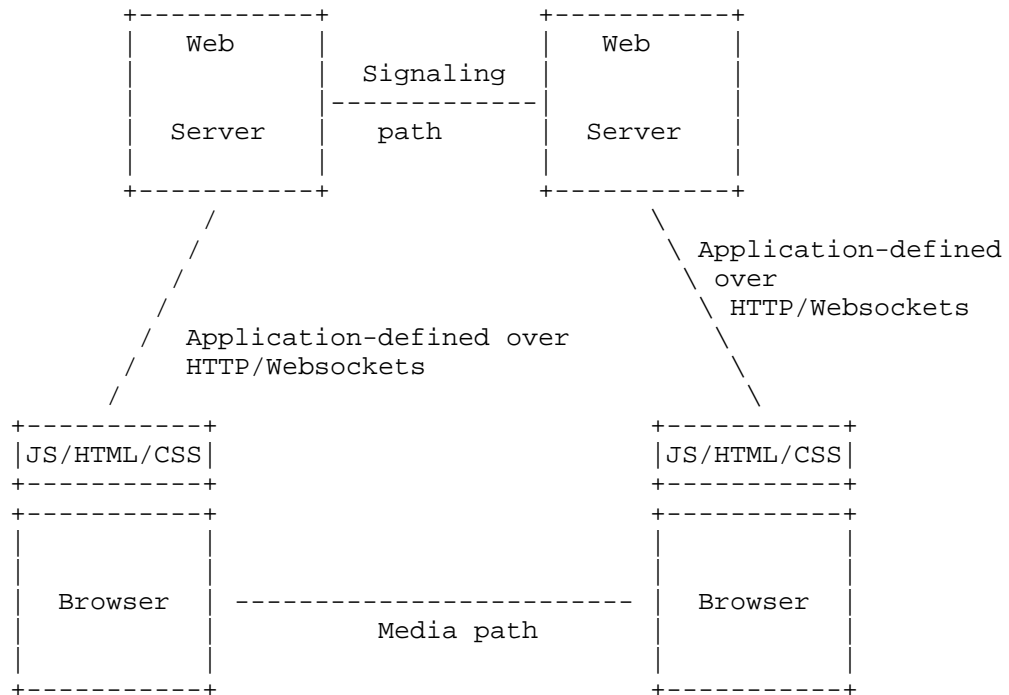 Web Web
Signaling
Server path Server
Application-defined
over
HTTP/Websockets
Application-defined over
HTTP/Websockets
JS/HTML/CSS JS/HTML/CSS
Browser Browser
Media path